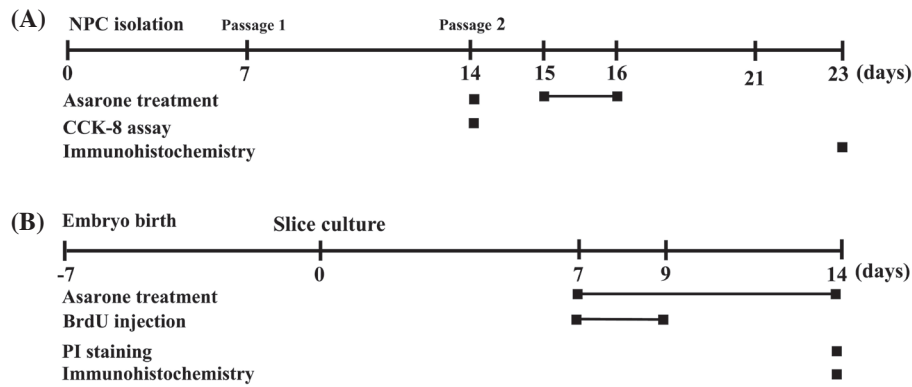 (A) NPC isolation Passage 1 Passage 2
0 7 14 15 16 21 23 (days)
Asarone treatment
CCK-8 assay
Immunohistochemistry
(B) Embryo birth Slice culture
-7 0 7 9 14 (days)
Asarone treatment
BrdU injection
PI staining
Immunohistochemistry